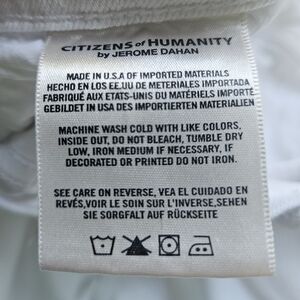 CITIZENS of HUMANITY
by JEROME DAHAN
MADE IN U.S.A OF IMPORTED MATERIALS
HECHO EN LOS EE.UU DE METERIALES IMPORTADA
FABRIQUÉ AUX ETATS-UNIS DU MATÉRIELS IMPORTÉ
GEBILDET IN USA DES IMPORTIERTEN MATERIALIEN
MACHINE WASH COLD WITH LIKE COLORS,
INSIDE OUT, DO NOT BLEACH, TUMBLE DRY
LOW, IRON MEDIUM IF NECESSARY, IF
DECORATED OR PRINTED DO NOT IRON.
SEE CARE ON REVERSE, VEA EL CUIDADO EN
REVÉS,VOIR LE SOIN SUR L'INVERSE,SEHEN
SIE SORGFALT AUF RÜCKSEITE